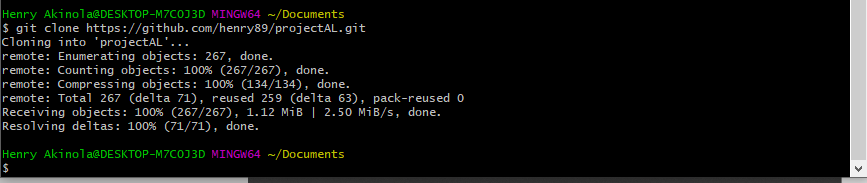 Henry Akinola@DESKTOP-M7C0J3D MINGW64 ~/Documents
$ git clone https://github.com/henry89/projectAL.git
Cloning into 'projectAL'...
remote: Enumerating objects: 267, done.
remote: Counting objects: 100% (267/267), done.
remote: Compressing objects: 100% (134/134), done.
remote: Total 267 (delta 71), reused 259 (delta 63), pack-reused 0
Receiving objects: 100% (267/267), 1.12 MiB | 2.50 MiB/s, done.
Resolving deltas: 100% (71/71), done.
Henry Akinola@DESKTOP-M7C0J3D MINGW64 ~/Documents
$